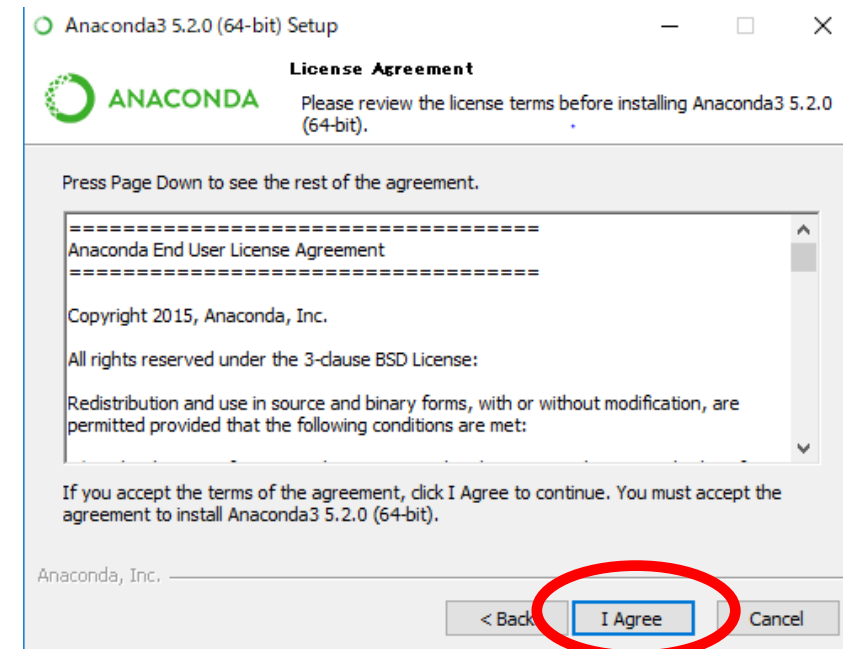 Anaconda3 5.2.0 (64-bit) Setup
ANACONDA
License Agreement
Please review the license terms before installing Anaconda3 5.2.0
(64-bit).
Press Page Down to see the rest of the agreement.
===================================
Anaconda End User License Agreement
===================================
Copyright 2015, Anaconda, Inc.
All rights reserved under the 3-clause BSD License:
Redistribution and use in source and binary forms, with or without modification, are
permitted provided that the following conditions are met:
If you accept the terms of the agreement, click I Agree to continue. You must accept the
agreement to install Anaconda3 5.2.0 (64-bit).
Anaconda, Inc.
< Back
I Agree
Cancel